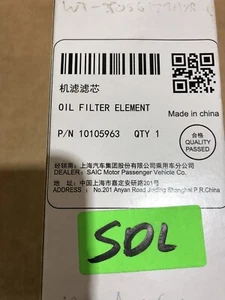 机滤滤芯
OIL FILTER ELEMENT
Made in china
P/N 10105963 QTY 1
合格
QUALITY
PASSED
经销商：上海汽车集团股份有限公司乘用车分公司
DEALER： SAIC Motor Passenger Vehicle Co.
地 址：中国上海市嘉定安研路201号
ADDRESS： No.201 Anyan Road Jiading Shanghai P.R.China
SOL